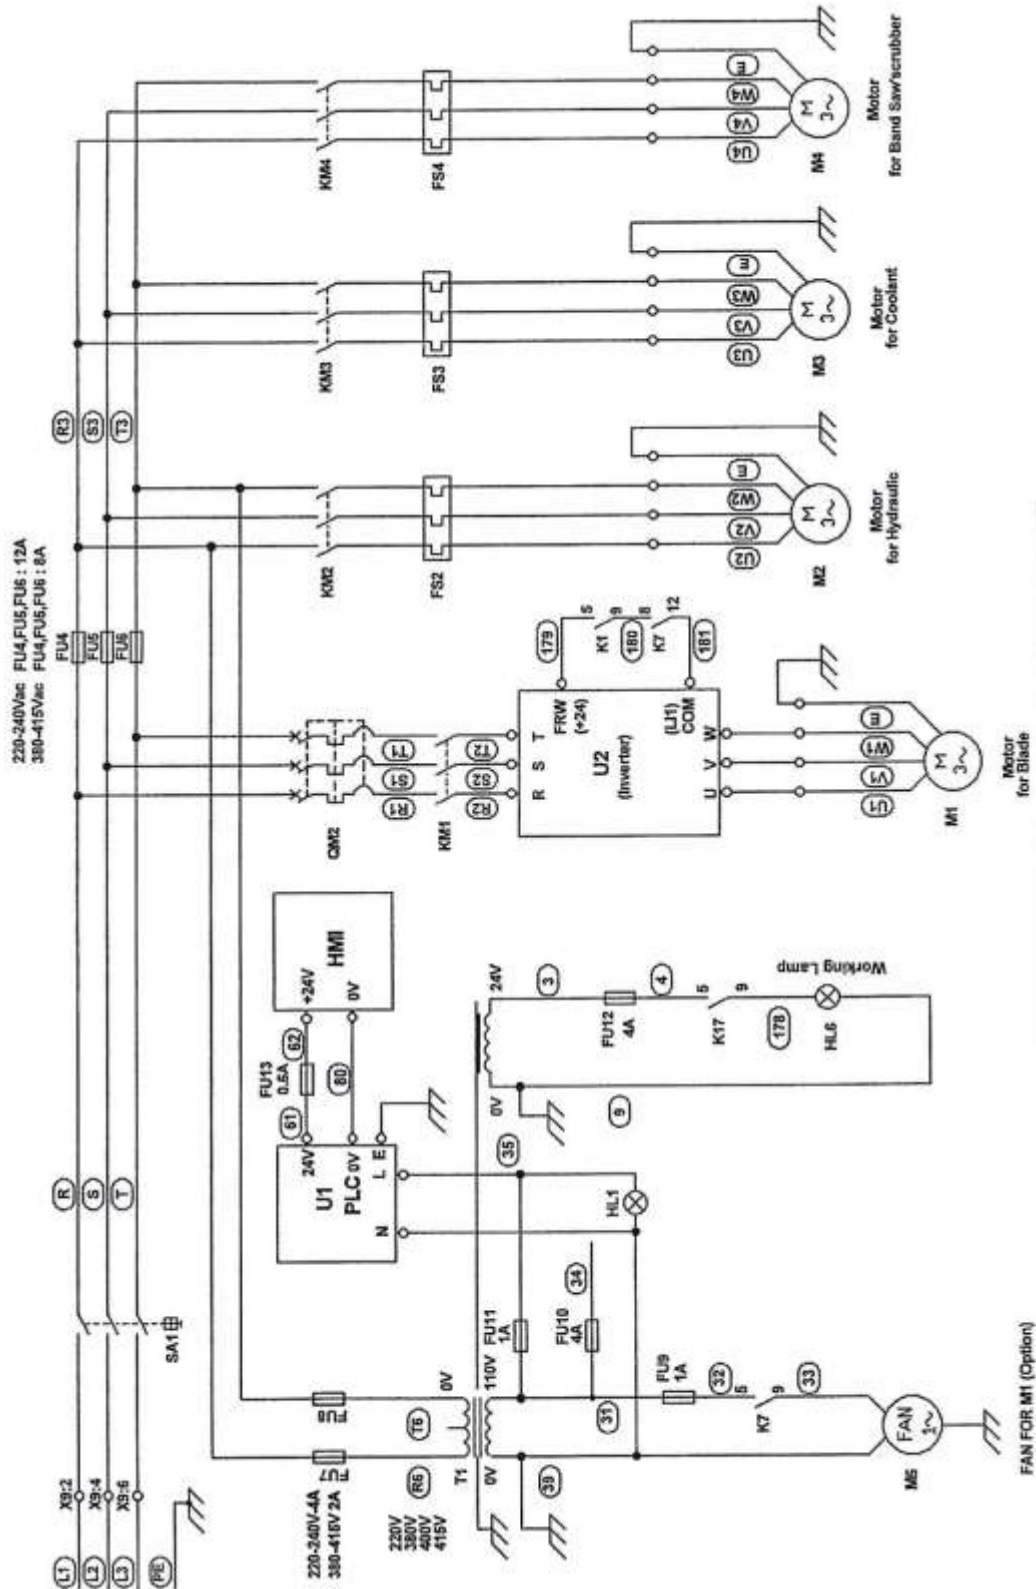 L1
L2
L3
PE
X9:2
X9:4
X9:6
SA1
R
S
T
220-240Vac FU4,FU5,FU6 : 12A
380-415Vac FU4,FU5,FU6 : 8A
FU4
FU5
FU6
R3
S3
T3
FU7
FU8
220-240V-4A
380-415V 2A
R6
T6
220V
380V
400V
415V
T1
0V
0V
110V
39
31
FU11
1A
FU10
4A
34
FU9
1A
32
5
K7
9
33
FAN
1~
M5
FAN FOR M1 (Option)
35
HL1
U1
PLC
24V
0V
N
L
E
61
FU13
0.5A
62
80
+24V
0V
HMI
0V
24V
3
FU12
4A
4
5
K17
9
178
HL6
Working Lamp
9
QM2
R1
S1
T1
KM1
R2
S2
T2
R
S
T
U2
(Inverter)
FRW
(+24)
(LI1)
COM
U
V
W
179
5
K1
9
180
8
K7
12
181
U1
V1
W1
E
M
3~
M1
Motor
for Blade
KM2
FS2
U2
V2
W2
E
M
3~
M2
Motor
for Hydraulic
KM3
FS3
U3
V3
W3
E
M
3~
M3
Motor
for Coolant
KM4
FS4
U4
V4
W4
E
M
3~
M4
Motor
for Band Saw'scrubber